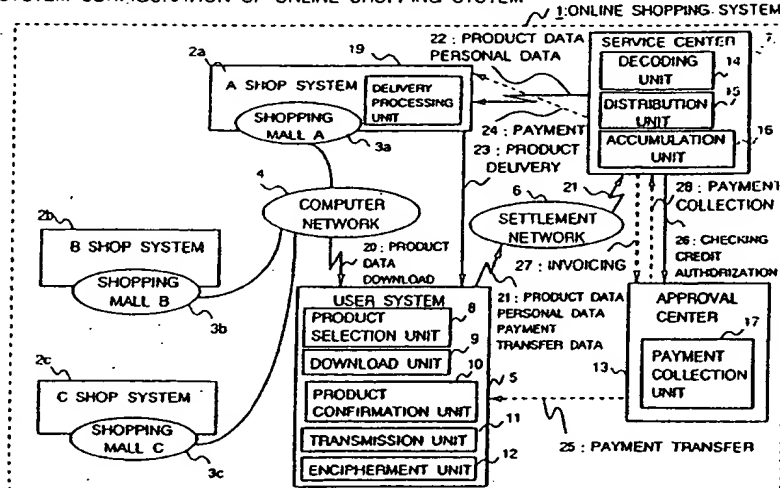 SYSTEM CONFIGURATION OF ONLINE SHOPPING SYSTEM
1:ONLINE SHOPPING SYSTEM
2a
19
22 : PRODUCT DATA
PERSONAL DATA
SERVICE CENTER
7
DECODING
UNIT
14
DISTRIBUTION
UNIT
15
ACCUMULATION
UNIT
16
A SHOP SYSTEM
DELIVERY
PROCESSING
UNIT
SHOPPING
MALL A
3a
24 : PAYMENT
23 : PRODUCT
DELIVERY
4
COMPUTER
NETWORK
6
21
SETTLEMENT
NETWORK
28 : PAYMENT
COLLECTION
2b
B SHOP SYSTEM
SHOPPING
MALL B
3b
20 : PRODUCT
DATA
DOWNLOAD
27 : INVOICING
26 : CHECKING
CREDIT
AUTHORIZATION
USER SYSTEM
PRODUCT
SELECTION UNIT
8
DOWNLOAD UNIT
9
10
PRODUCT
CONFIRMATION UNIT
5
TRANSMISSION UNIT
11
ENCIPHERMENT UNIT
12
21 : PRODUCT DATA
PERSONAL DATA
PAYMENT
TRANSFER DATA
APPROVAL
CENTER
17
PAYMENT
COLLECTION
UNIT
13
25 : PAYMENT TRANSFER
2c
C SHOP SYSTEM
SHOPPING
MALL C
3c